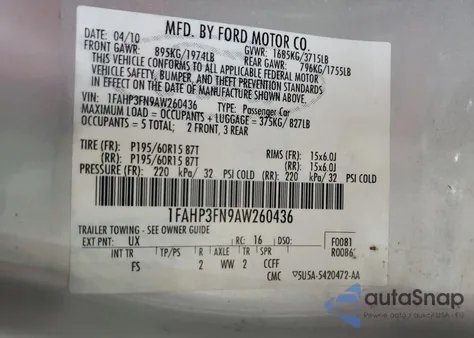 MFD. BY FORD MOTOR CO.
DATE: 04/10 GVWR: 1685KG/3715LB
FRONT GAWR: 895KG/1974LB REAR GAWR: 796KG/1755LB
THIS VEHICLE CONFORMS TO ALL APPLICABLE FEDERAL MOTOR
VEHICLE SAFETY, BUMPER, AND THEFT PREVENTION STANDARDS
IN EFFECT ON THE DATE OF MANUFACTURE SHOWN ABOVE.
VIN: 1FAHP3FN9AW260436 TYPE: Passenger Car
MAXIMUM LOAD = OCCUPANTS + LUGGAGE = 375KG/827LB
OCCUPANTS = 5 TOTAL; 2 FRONT, 3 REAR
TIRE (FR): P195/60R15 87T RIMS (FR): 15x6.0J
(RR): P195/60R15 87T (RR): 15x6.0J
PRESSURE (FR): 220 kPa/ 32 PSI COLD (RR): 220 kPa/ 32 PSI COLD
1FAHP3FN9AW260436
TRAILER TOWING - SEE OWNER GUIDE
EXT PNT: UX RC: 16 DSO: F0081
INT TR TP/PS R AXLE TR SPR R0086
FS 2 WW 2 CCFF
CMC 5U5A-5420472-AA
autoSnap